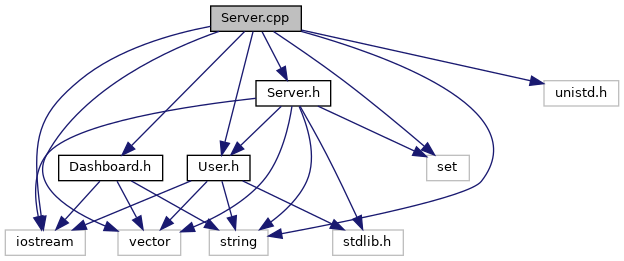 Server.cpp
Server.h
unistd.h
Dashboard.h
User.h
set
iostream
vector
string
stdlib.h